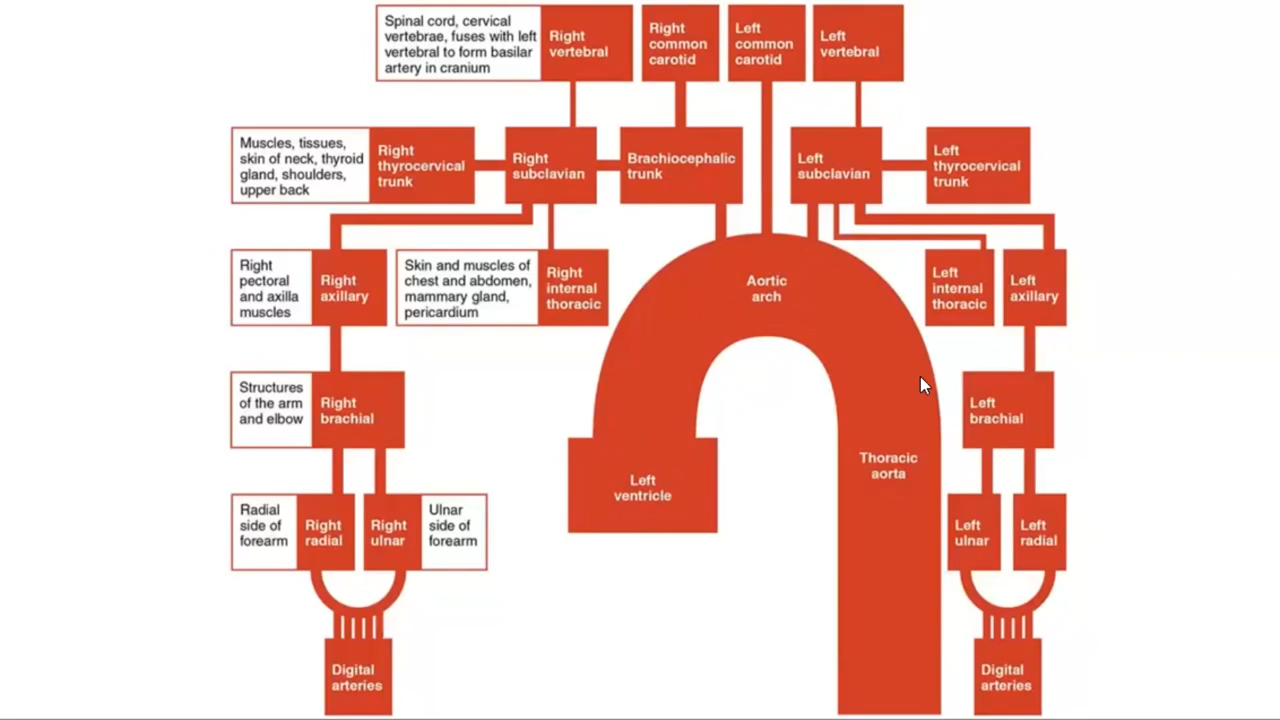 Spinal cord, cervical
vertebrae, fuses with left
vertebral to form basilar
artery in cranium
Right
vertebral
Right
common
carotid
Left
common
carotid
Left
vertebral
Muscles, tissues,
skin of neck, thyroid
gland, shoulders,
upper back
Right
thyrocervical
trunk
Right
subclavian
Brachiocephalic
trunk
Left
subclavian
Left
thyrocervical
trunk
Right
pectoral
and axilla
muscles
Right
axillary
Skin and muscles of
chest and abdomen,
mammary gland,
pericardium
Right
internal
thoracic
Aortic
arch
Left
internal
thoracic
Left
axillary
Structures
of the arm
and elbow
Right
brachial
Left
brachial
Thoracic
aorta
Left
ventricle
Radial
side of
forearm
Right
radial
Right
ulnar
Ulnar
side of
forearm
Left
ulnar
Left
radial
Digital
arteries
Digital
arteries